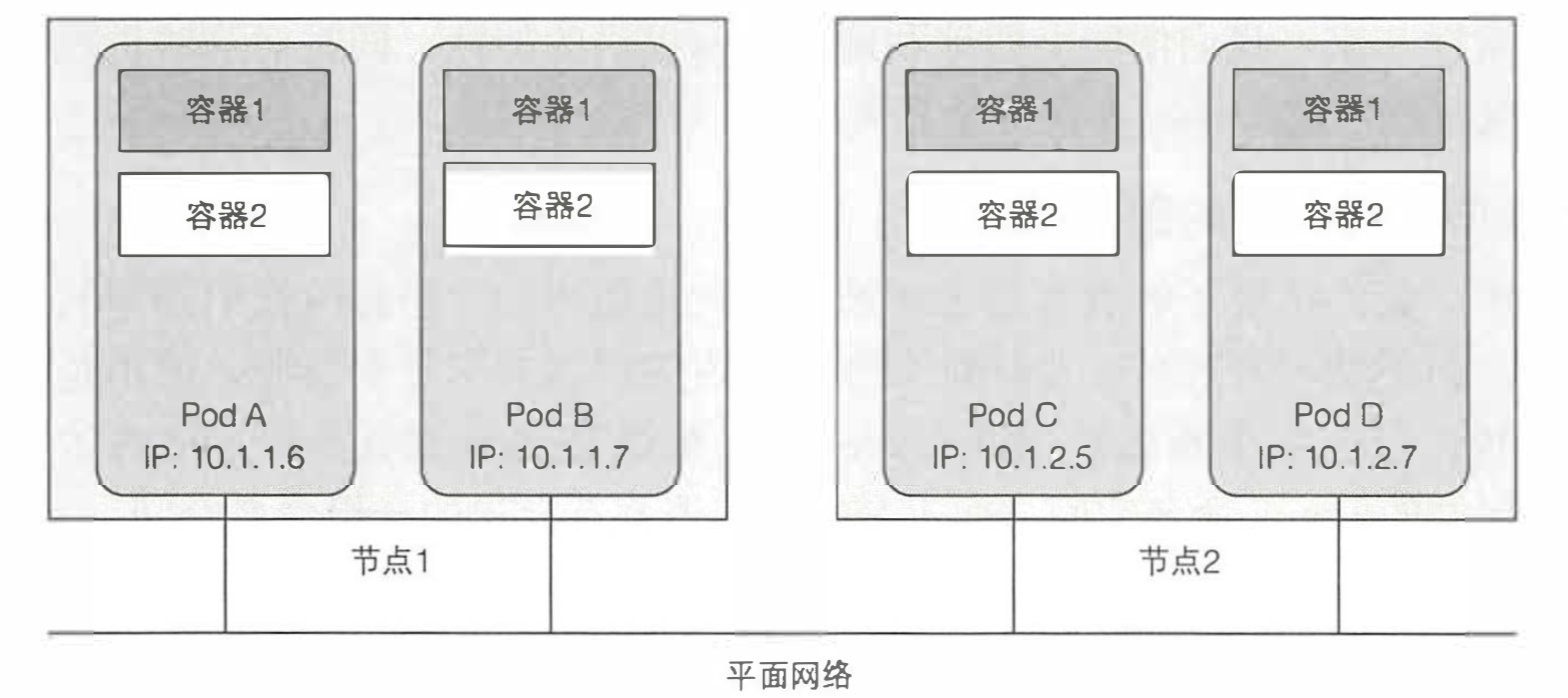 容器1
容器2
Pod A
IP: 10.1.1.6
容器1
容器2
Pod B
IP: 10.1.1.7
节点1
容器1
容器2
Pod C
IP: 10.1.2.5
容器1
容器2
Pod D
IP: 10.1.2.7
节点2
平面网络